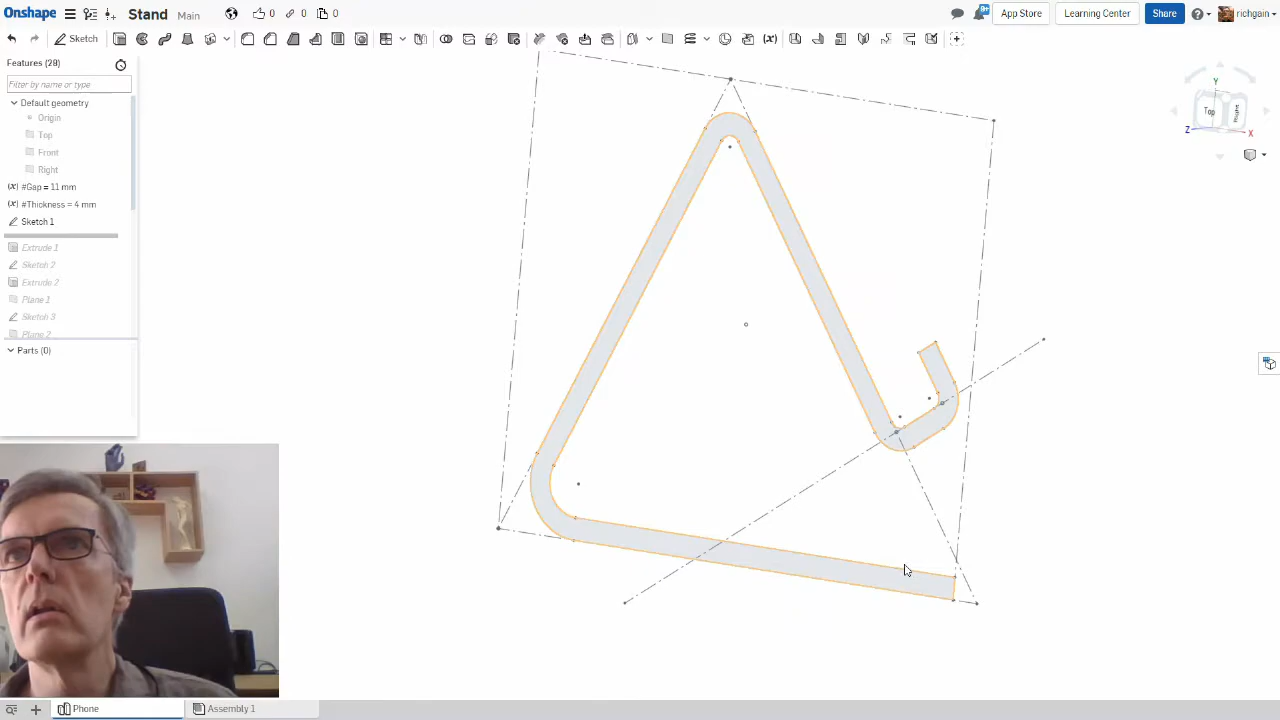 Onshape Stand Main 0 0 0 App Store Learning Center Share richgain
Sketch
Features (28)
Filter by name or type
Default geometry
Origin
Top
Front
Right
(x) #Gap = 11 mm
(x) #Thickness = 4 mm
Sketch 1
Extrude 1
Sketch 2
Extrude 2
Plane 1
Sketch 3
Plane 2
Parts (0)
Y
Top
Right
Z
X
Phone
Assembly 1